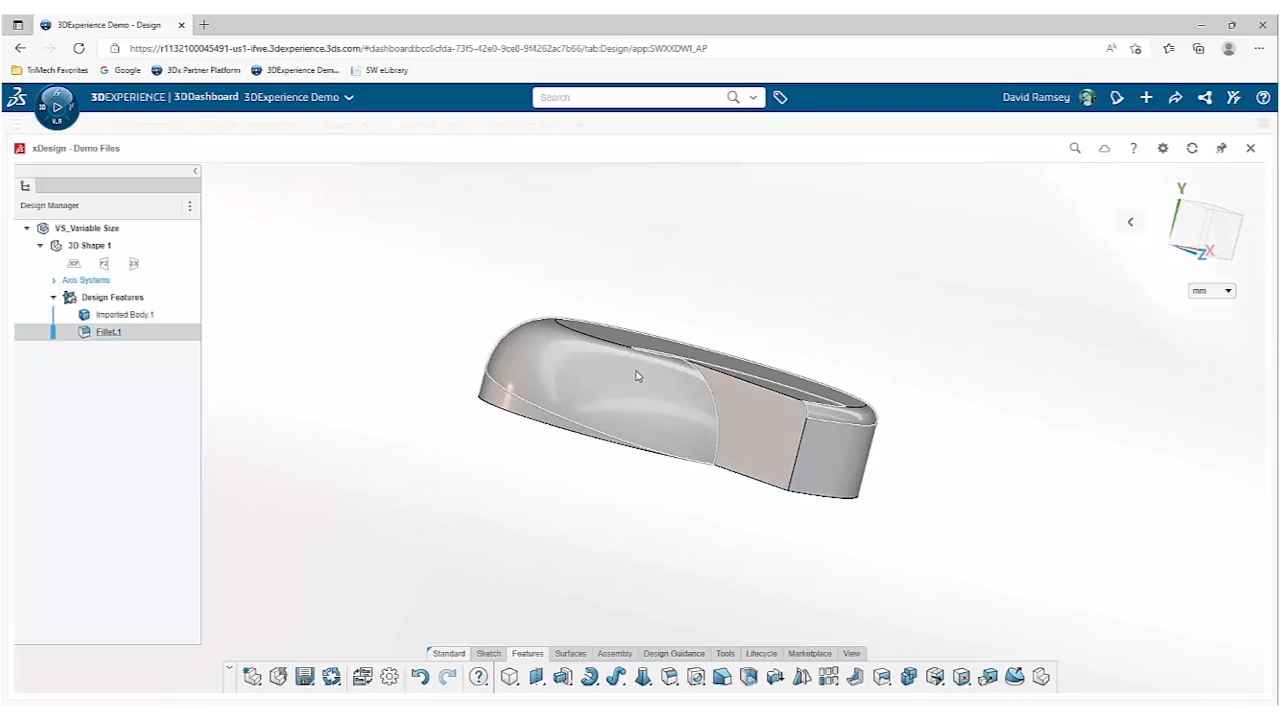 3DExperience Demo - Design
https://r1132100045491-us1-ifwe.3dexperience.3ds.com/#dashboard:bcc6cfda-73f5-42e0-9ce8-9f4262ac7b66/tab:Design/app:SWXXDWI_AP
TriMech Favorites
Google
3Dx Partner Platform
3DExperience Dem...
SW eLibrary
3DEXPERIENCE | 3DDashboard 3DExperience Demo
Search
David Ramsey
3D
V.R
xDesign - Demo Files
Design Manager
VS_Variable Size
3D Shape 1
Axis Systems
Design Features
Imported Body.1
Fillet.1
Y
Z X
mm
Standard Sketch Features Surfaces Assembly Design Guidance Tools Lifecycle Marketplace View